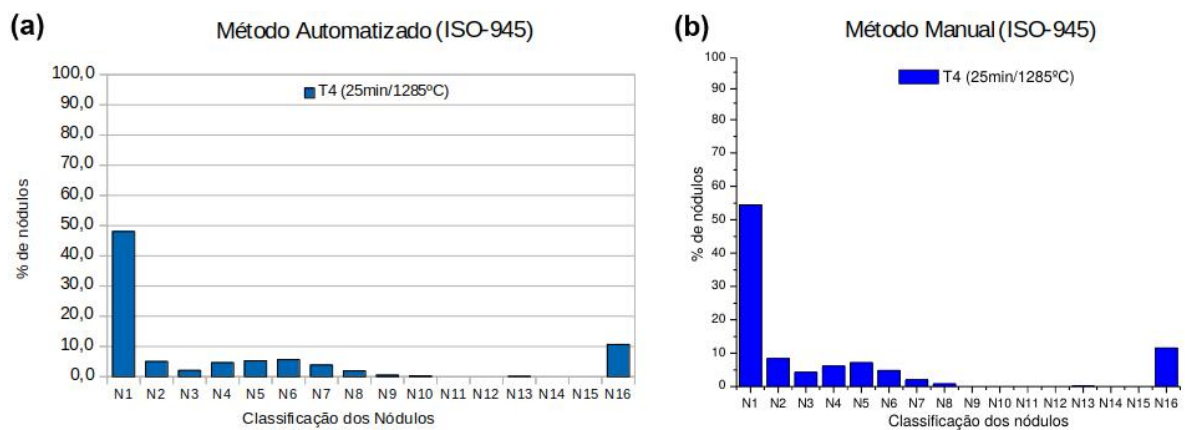 (a)
Método Automatizado (ISO-945)
T4 (25min/1285ºC)
% de nódulos
100,0
90,0
80,0
70,0
60,0
50,0
40,0
30,0
20,0
10,0
0,0
N1 N2 N3 N4 N5 N6 N7 N8 N9 N10 N11 N12 N13 N14 N15 N16
Classificação dos Nódulos
(b)
Método Manual (ISO-945)
T4 (25min/1285ºC)
% de nódulos
100
90
80
70
60
50
40
30
20
10
0
N1 N2 N3 N4 N5 N6 N7 N8 N9 N10 N11 N12 N13 N14 N15 N16
Classificação dos nódulos